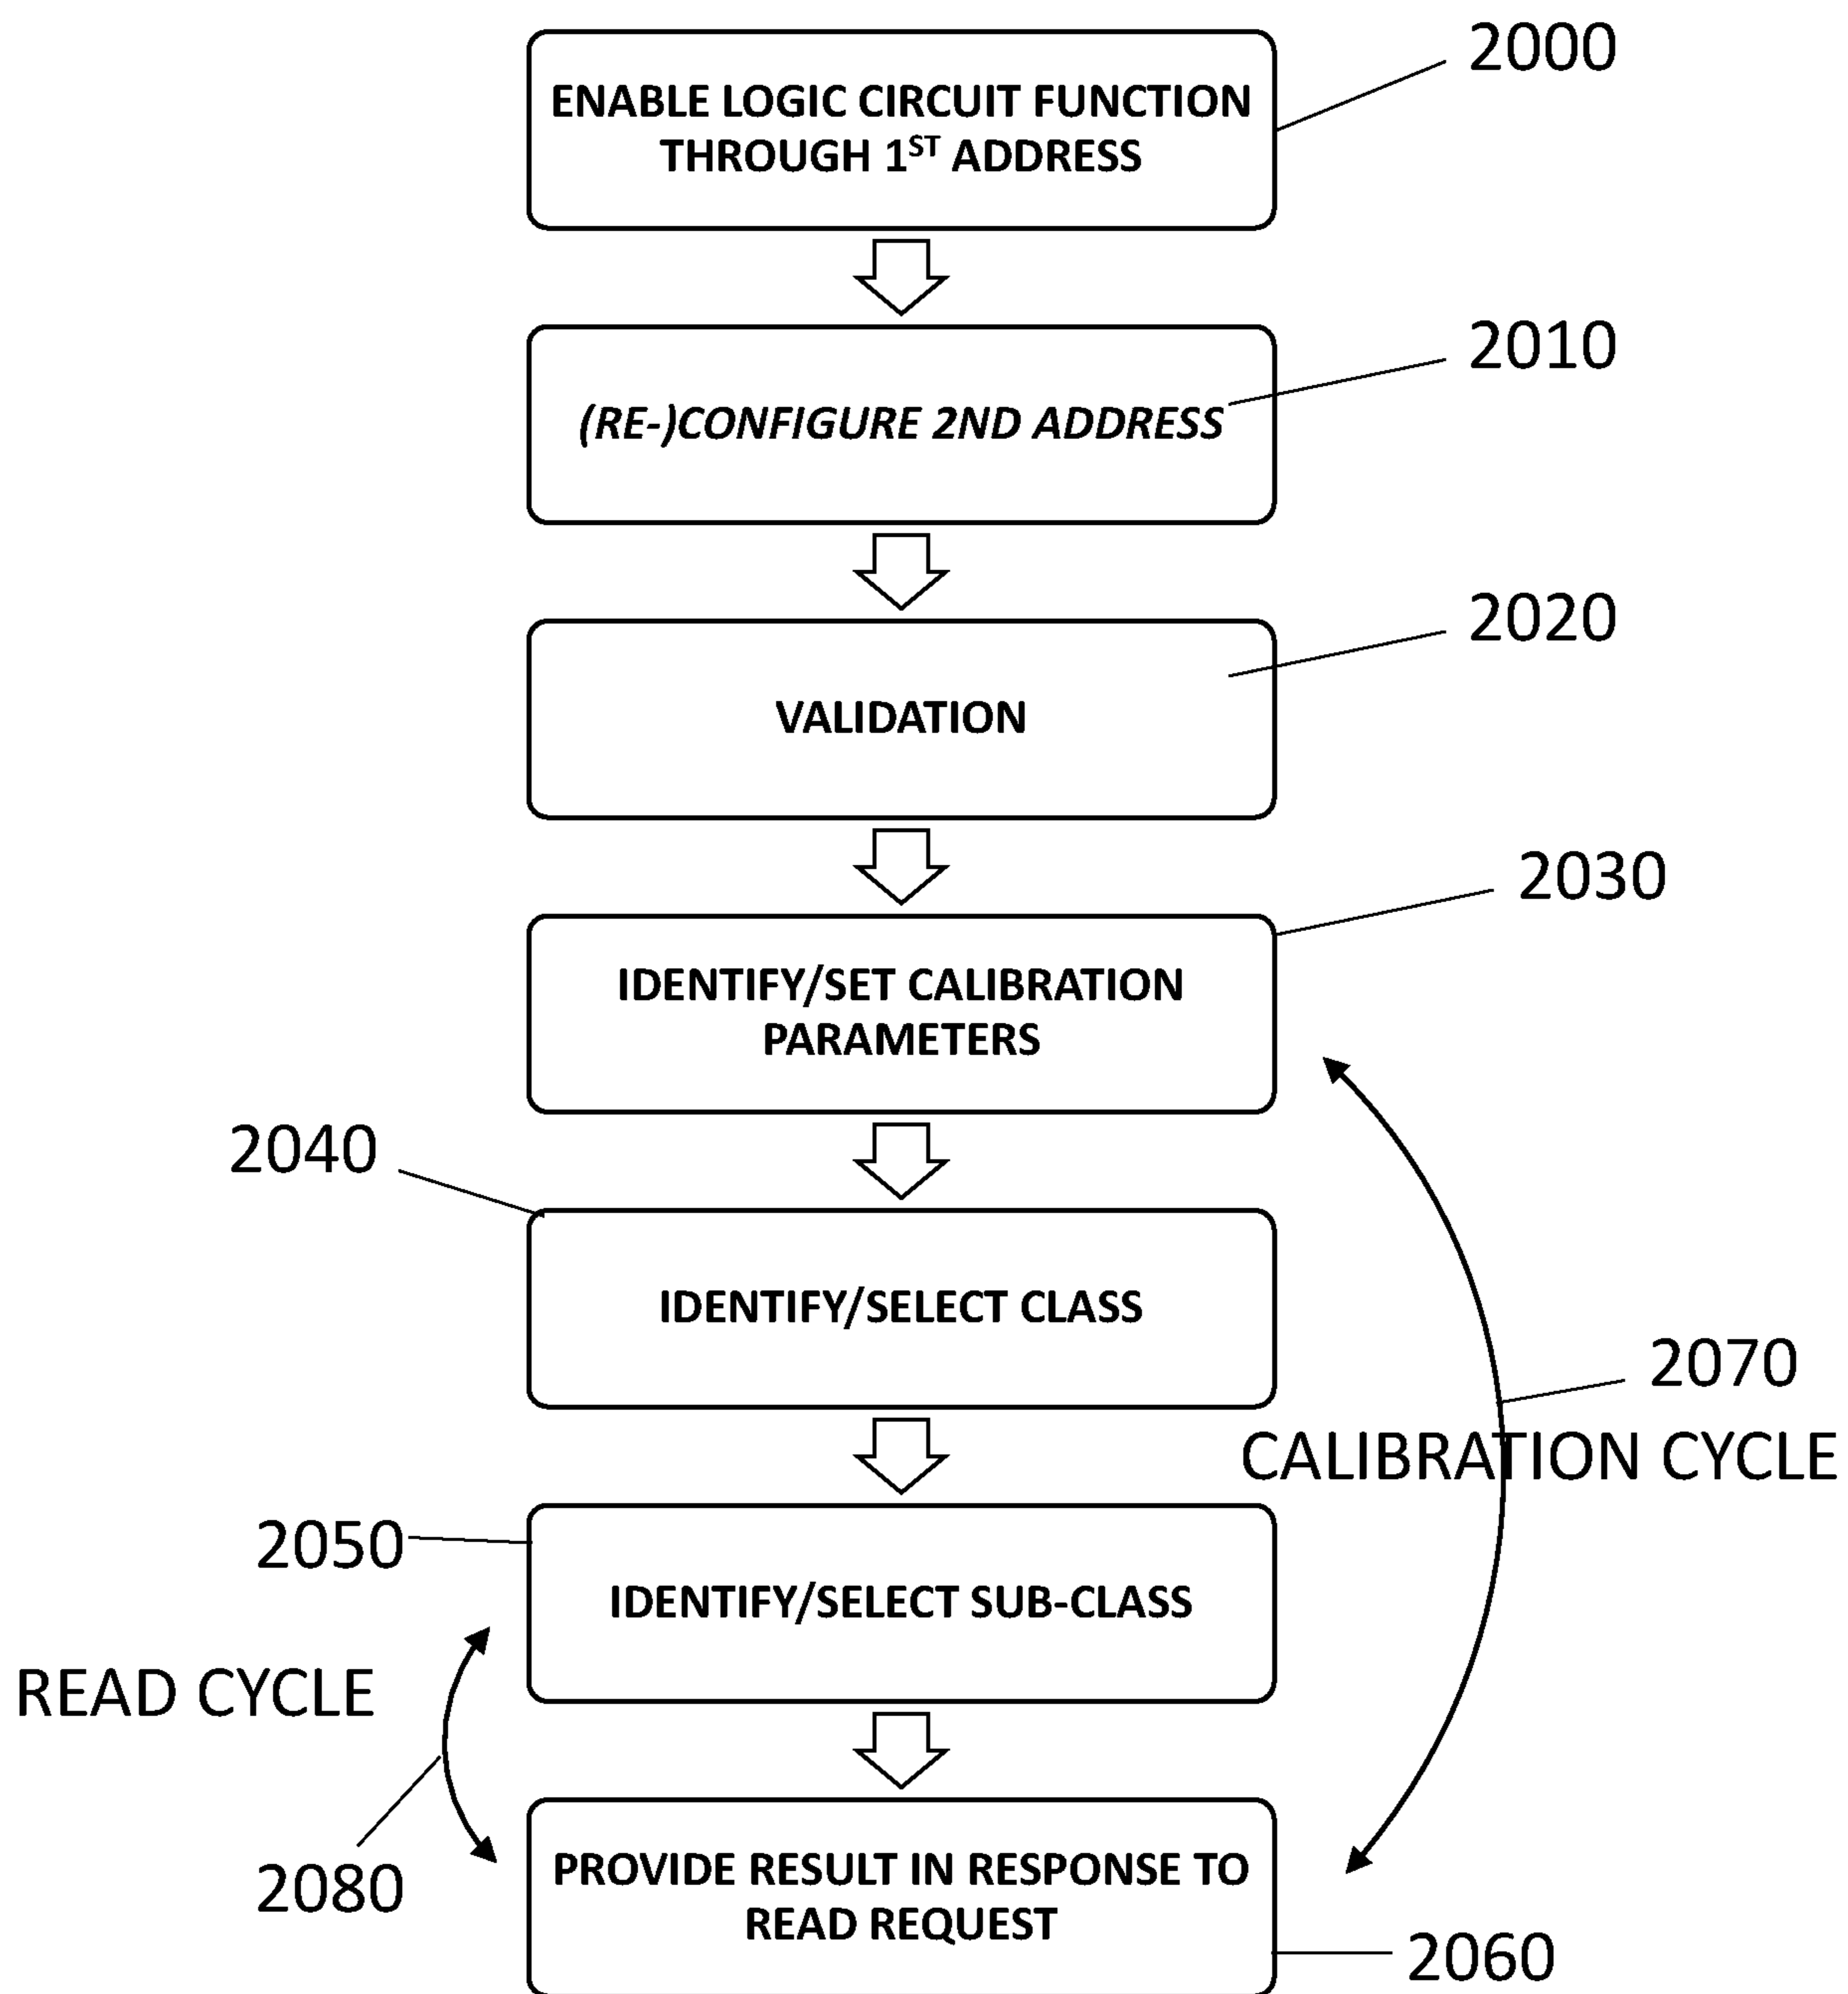 2000
ENABLE LOGIC CIRCUIT FUNCTION
THROUGH 1ST ADDRESS
2010
(RE-)CONFIGURE 2ND ADDRESS
2020
VALIDATION
2030
IDENTIFY/SET CALIBRATION
PARAMETERS
2040
IDENTIFY/SELECT CLASS
2070
CALIBRATION CYCLE
2050
IDENTIFY/SELECT SUB-CLASS
READ CYCLE
2080
PROVIDE RESULT IN RESPONSE TO
READ REQUEST
2060